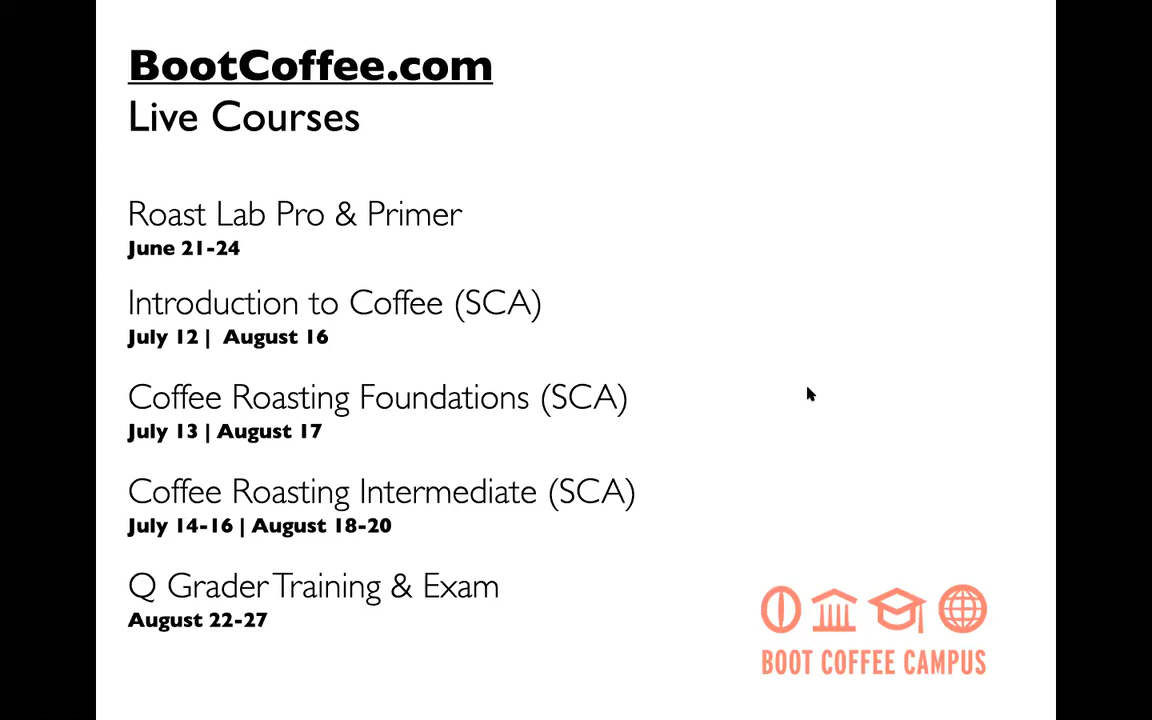 BootCoffee.com
Live Courses
Roast Lab Pro & Primer
June 21-24
Introduction to Coffee (SCA)
July 12 | August 16
Coffee Roasting Foundations (SCA)
July 13 | August 17
Coffee Roasting Intermediate (SCA)
July 14-16 | August 18-20
Q Grader Training & Exam
August 22-27
BOOT COFFEE CAMPUS